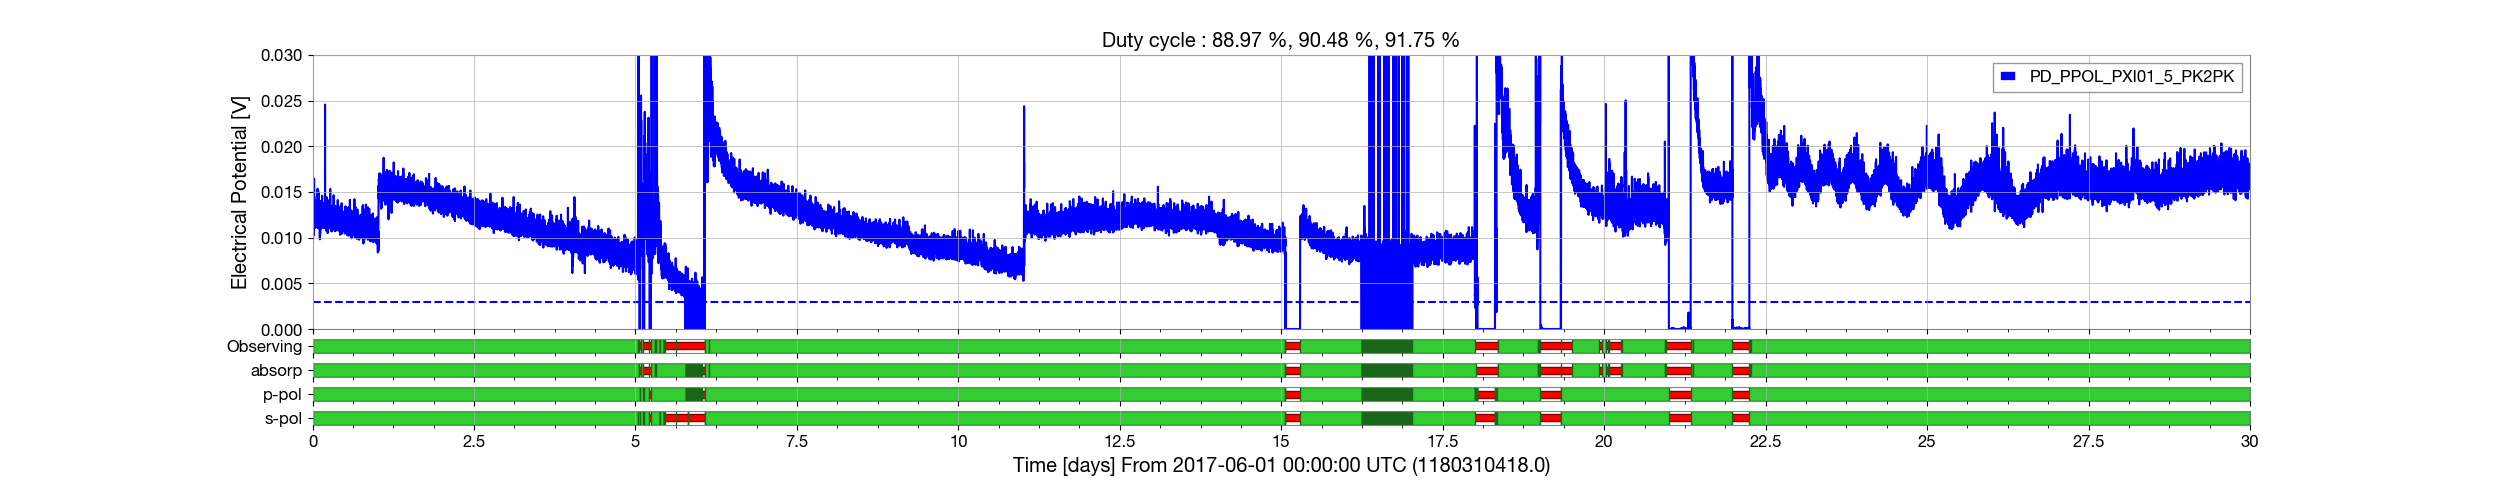 Duty cycle : 88.97 %, 90.48 %, 91.75 %
PD_PPOL_PXI01_5_PK2PK
Electrical Potential [V]
0.030
0.025
0.020
0.015
0.010
0.005
0.000
Observing
absorp
p-pol
s-pol
0 2.5 5 7.5 10 12.5 15 17.5 20 22.5 25 27.5 30
Time [days] From 2017-06-01 00:00:00 UTC (1180310418.0)